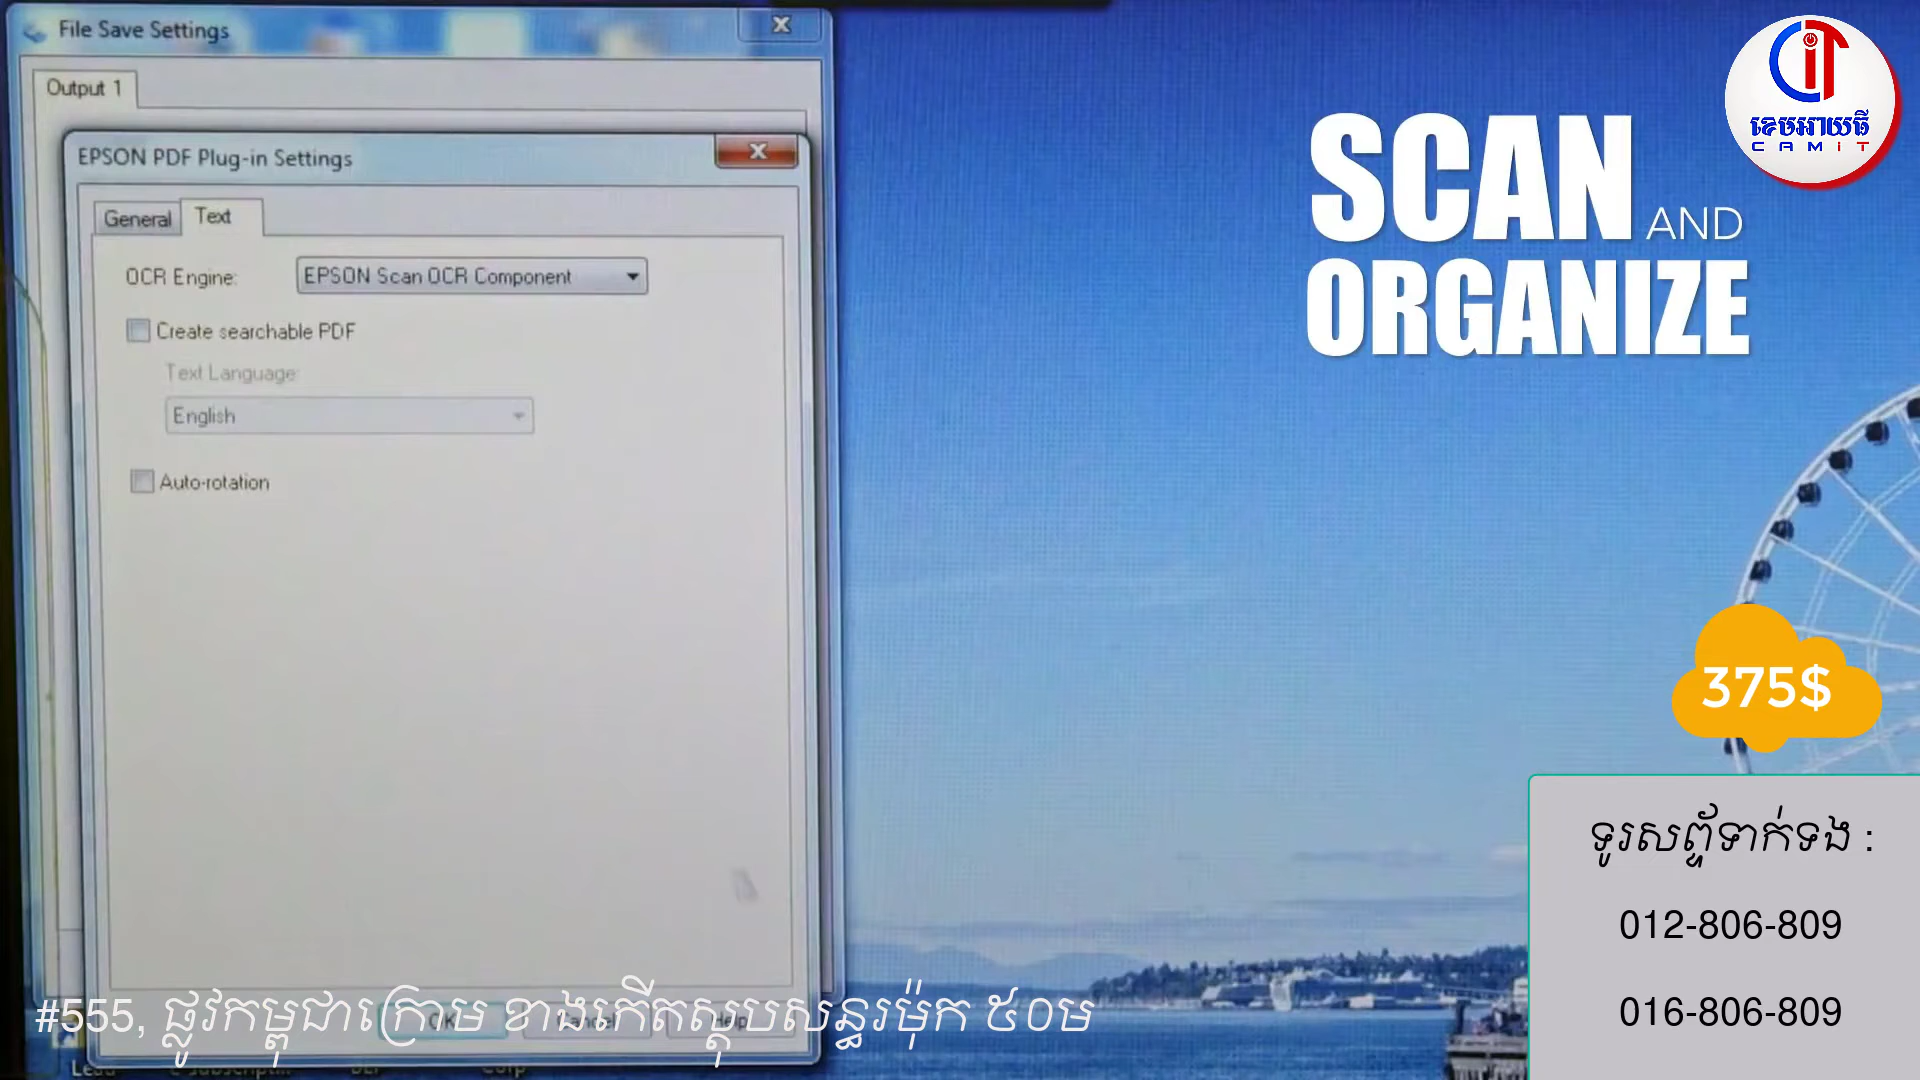 File Save Settings
Output 1
EPSON PDF Plug-in Settings
General
Text
OCR Engine:
EPSON Scan OCR Component
Create searchable PDF
Text Language:
English
Auto-rotation
SCAN AND
ORGANIZE
ខេមអាយធី
CAMiT
375$
ទូរសព្ទ័ទាក់ទង :
012-806-809
016-806-809
#555, ផ្លូវកម្ពុជាក្រោម ខាងកើតស្តុបសន្ធរម៉ុក ៥០ម